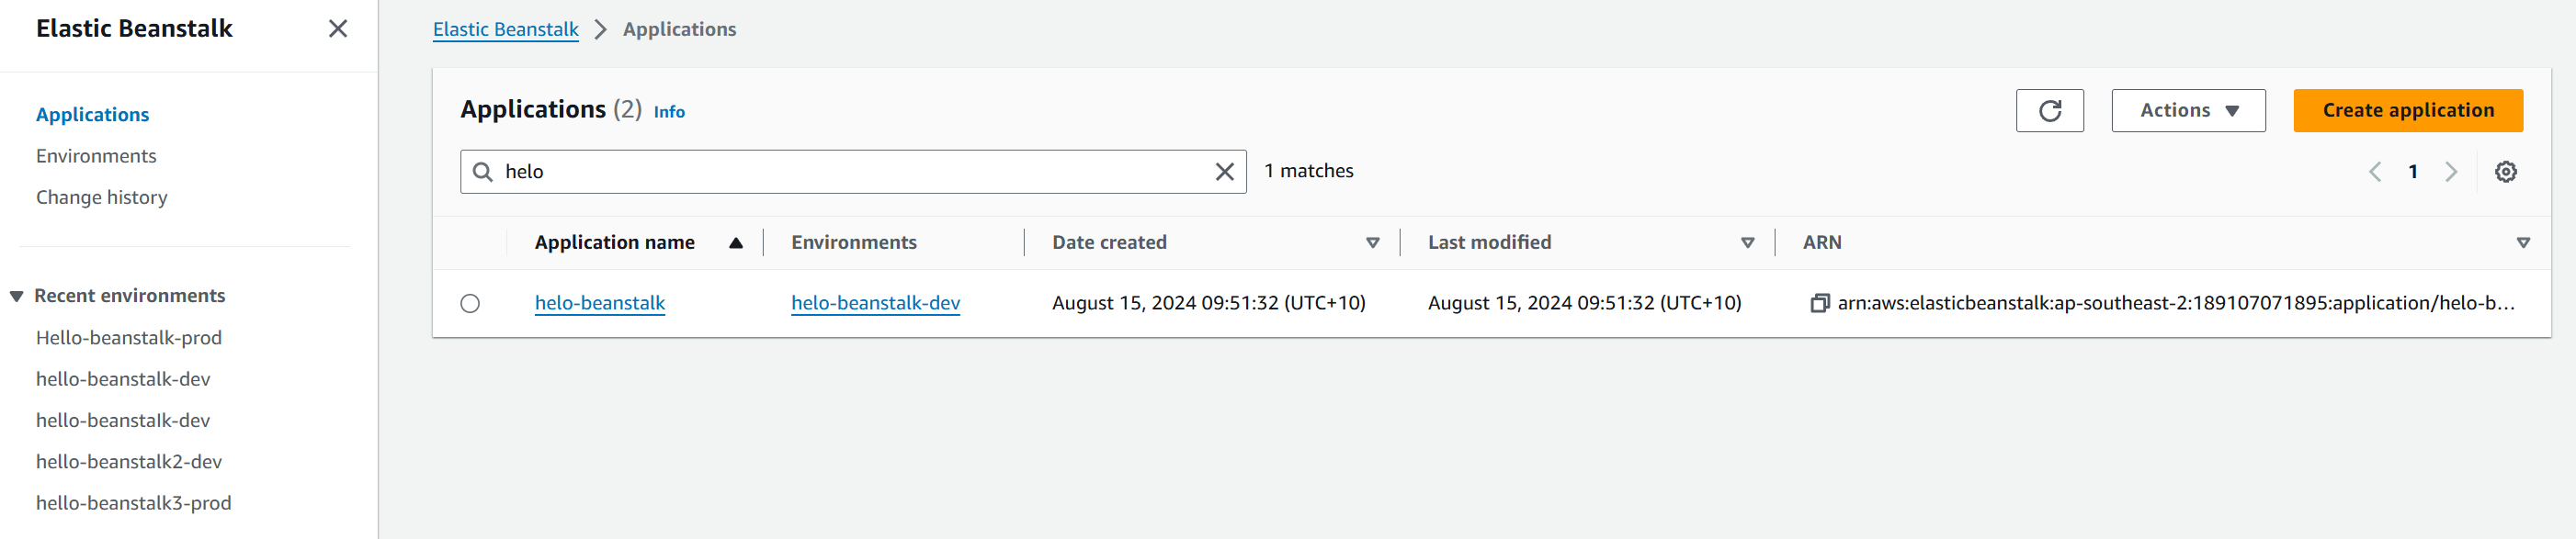 Elastic Beanstalk
Applications
Environments
Change history
Recent environments
Hello-beanstalk-prod
hello-beanstalk-dev
hello-beanstaIk-dev
hello-beanstalk2-dev
hello-beanstalk3-prod
Elastic Beanstalk Applications
Applications (2) Info
Actions
Create application
helo
1 matches
1
Application name Environments Date created Last modified ARN
helo-beanstalk helo-beanstalk-dev August 15, 2024 09:51:32 (UTC+10) August 15, 2024 09:51:32 (UTC+10) arn:aws:elasticbeanstalk:ap-southeast-2:189107071895:application/helo-b...